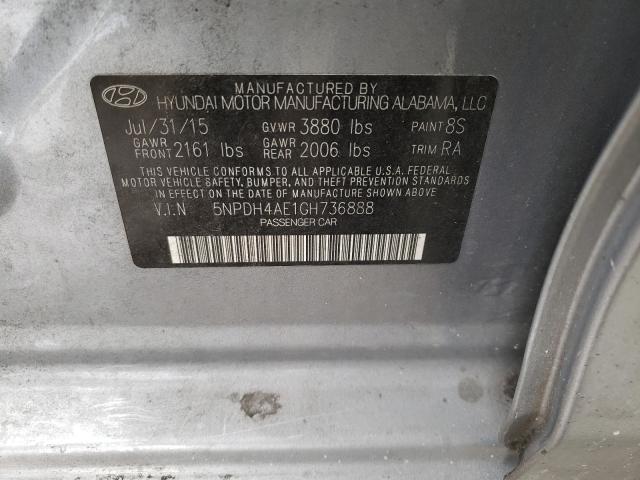 MANUFACTURED BY
HYUNDAI MOTOR MANUFACTURING ALABAMA, LLC
Jul/31/15 GVWR 3880 lbs PAINT 8S
GAWR FRONT 2161 lbs GAWR REAR 2006 lbs TRIM RA
THIS VEHICLE CONFORMS TO ALL APPLICABLE U.S.A. FEDERAL
MOTOR VEHICLE SAFETY, BUMPER, AND THEFT PREVENTION STANDARDS
IN EFFECT ON THE DATE OF MANUFACTURE SHOWN ABOVE.
V.I.N 5NPDH4AE1GH736888
PASSENGER CAR